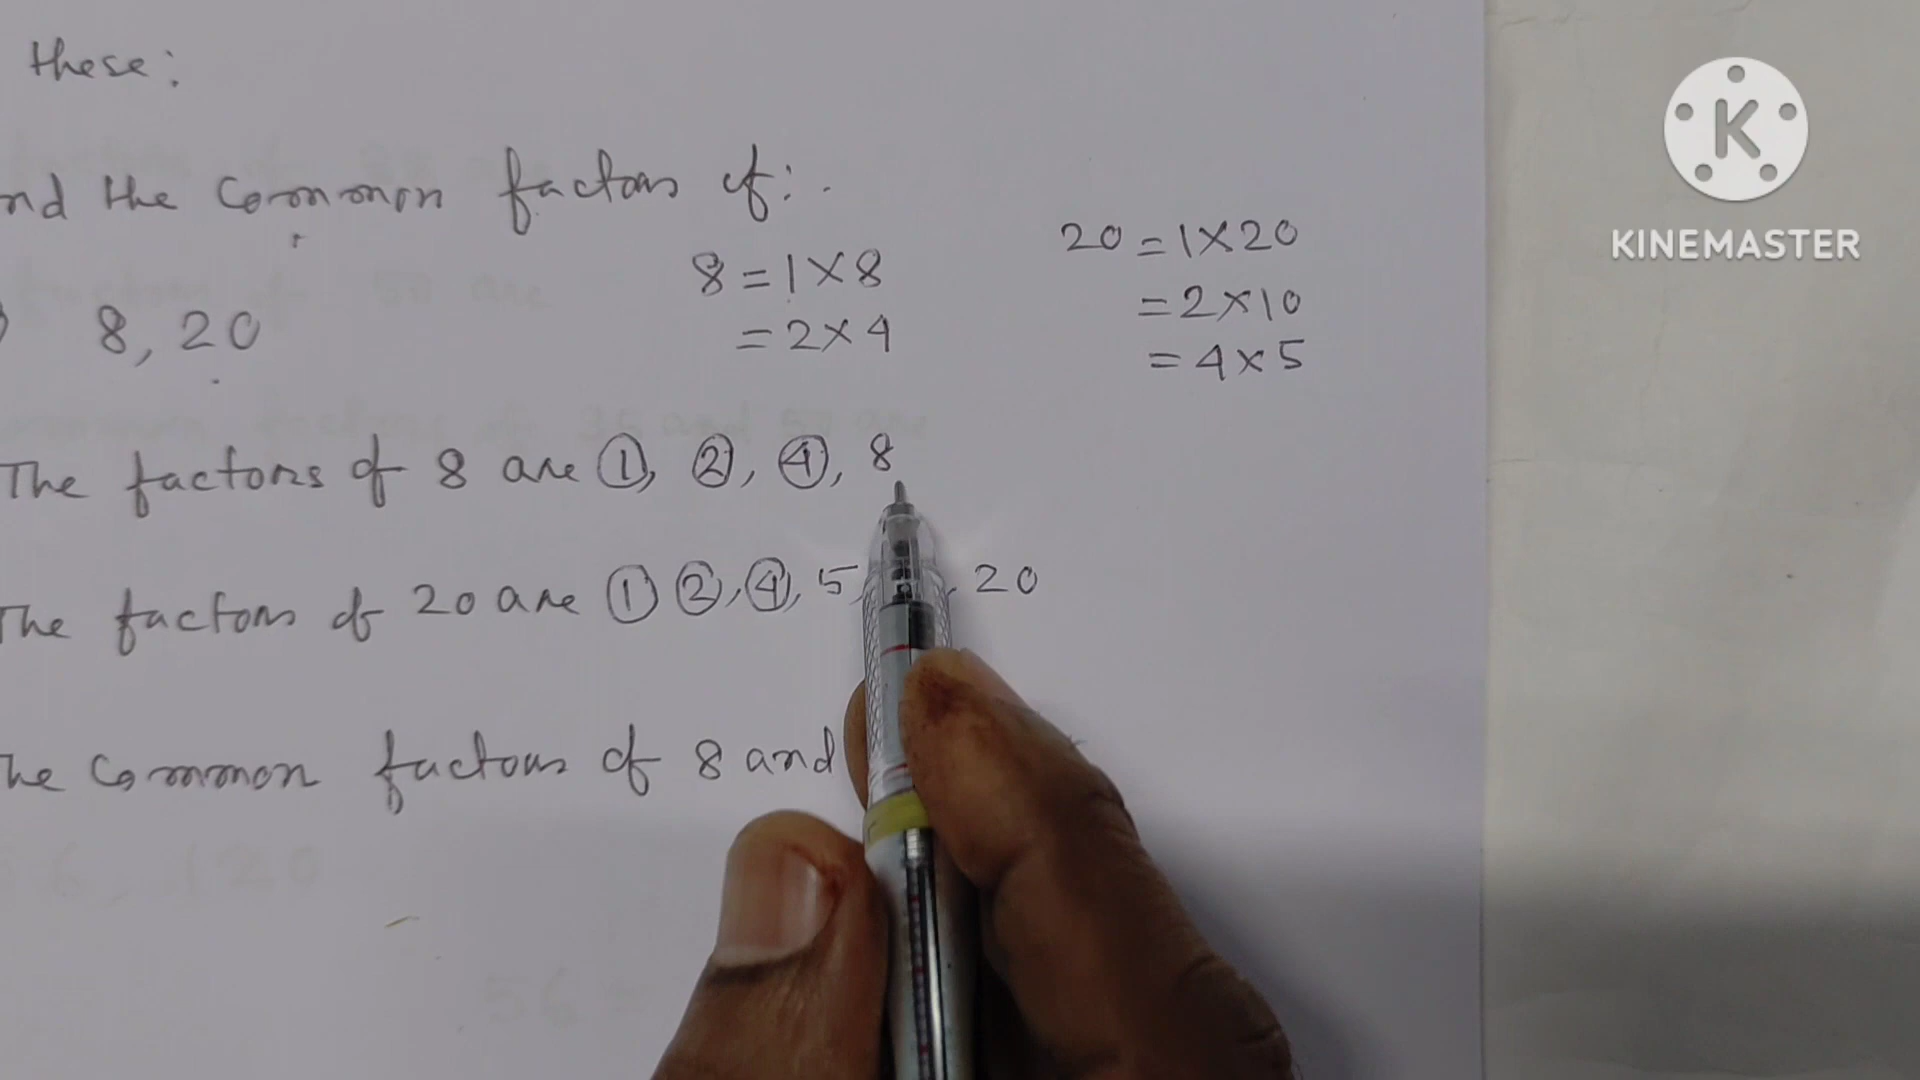 these:
nd the common factors of:.
8 = 1 × 8
= 2 × 4
20 = 1 × 20
= 2 × 10
= 4 × 5
8, 20
The factors of 8 are 1, 2, 4, 8
The factors of 20 are 1 2, 4, 5, , 20
he common factors of 8 and
K
KINEMASTER